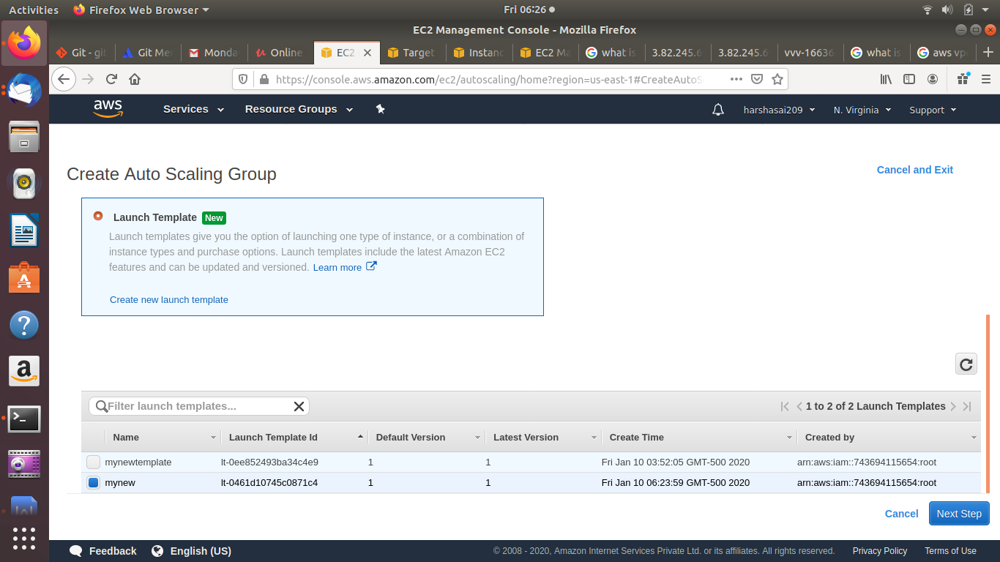 Activities Firefox Web Browser Fri 06:26
EC2 Management Console - Mozilla Firefox
Git - git Git Mer Monda Online EC2 Target Instanc EC2 Ma what is 3.82.245.6 3.82.245.6 vvv-16636 what is aws vpc
https://console.aws.amazon.com/ec2/autoscaling/home?region=us-east-1#CreateAutoS
aws Services Resource Groups harshasai209 N. Virginia Support
Create Auto Scaling Group Cancel and Exit
Launch Template New
Launch templates give you the option of launching one type of instance, or a combination of
instance types and purchase options. Launch templates include the latest Amazon EC2
features and can be updated and versioned. Learn more
Create new launch template
Filter launch templates... 1 to 2 of 2 Launch Templates
Name Launch Template Id Default Version Latest Version Create Time Created by
mynewtemplate lt-0ee852493ba34c4e9 1 1 Fri Jan 10 03:52:05 GMT-500 2020 arn:aws:iam::743694115654:root
mynew lt-0461d10745c0871c4 1 1 Fri Jan 10 06:23:59 GMT-500 2020 arn:aws:iam::743694115654:root
Cancel Next Step
Feedback English (US) © 2008 - 2020, Amazon Internet Services Private Ltd. or its affiliates. All rights reserved. Privacy Policy Terms of Use